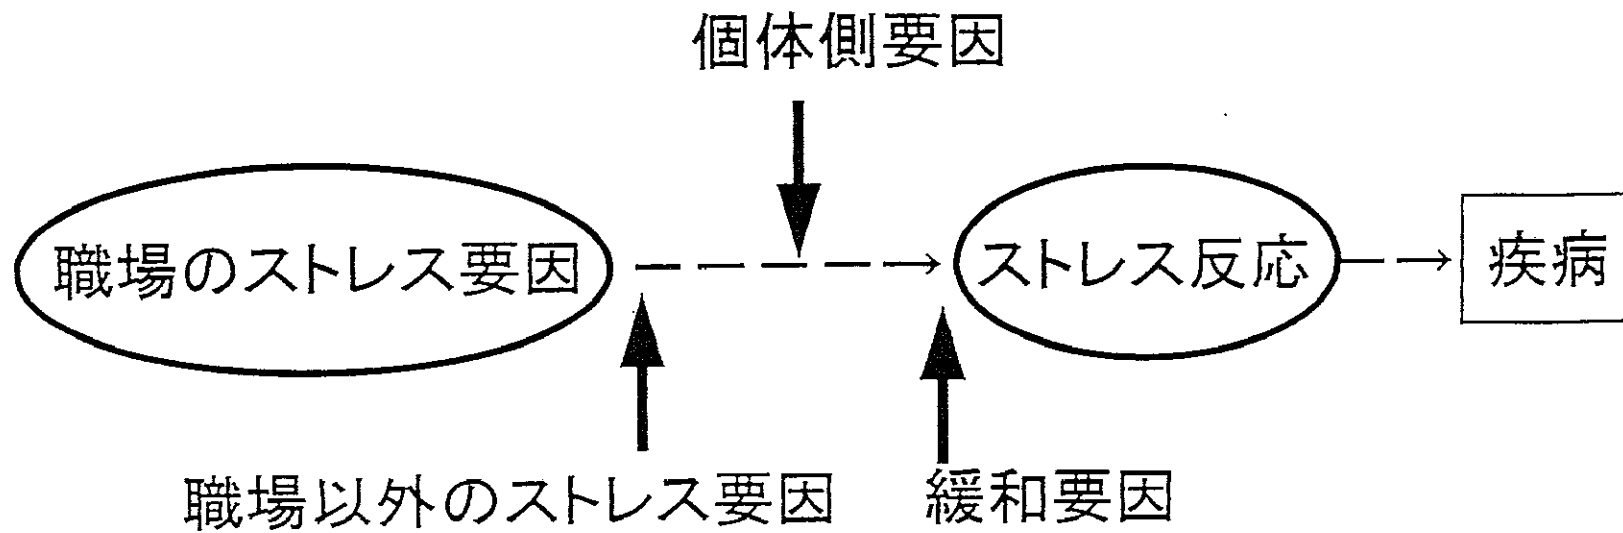 個体側要因
職場のストレス要因
ストレス反応
疾病
職場以外のストレス要因
緩和要因